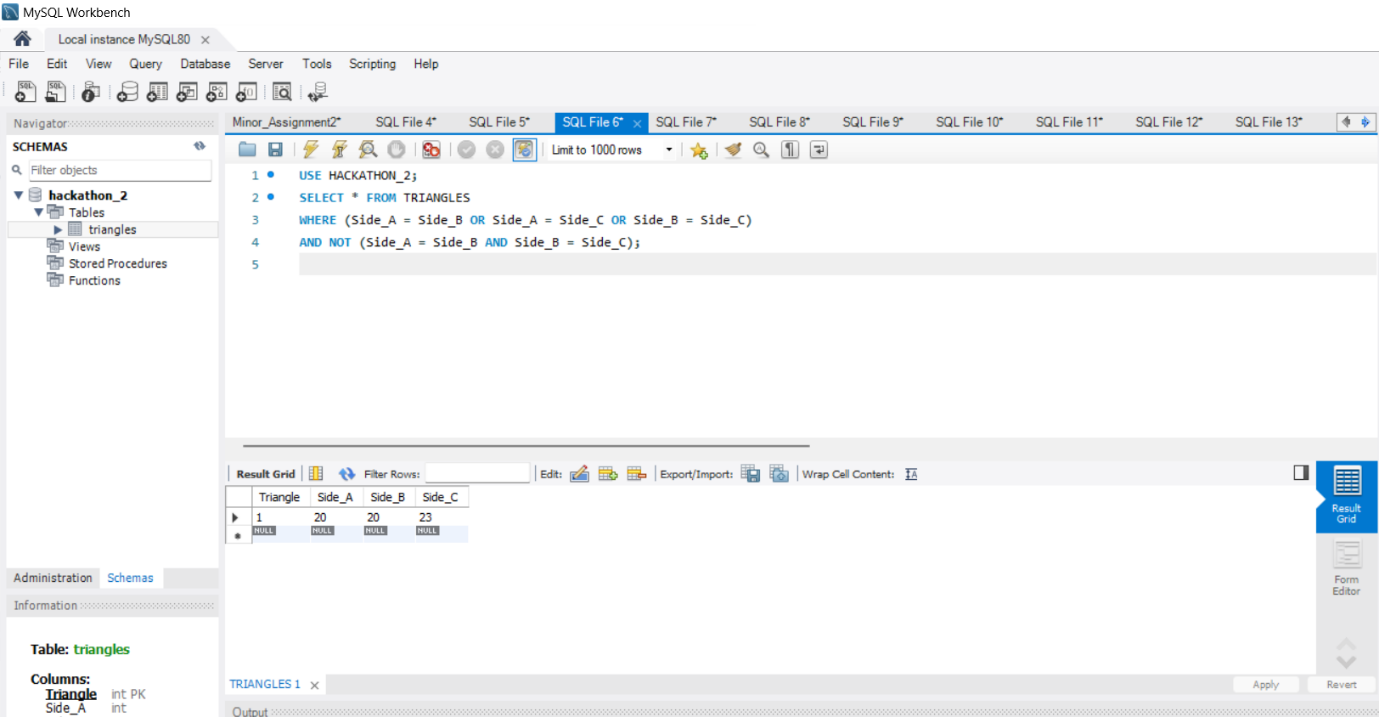 MySQL Workbench
Local instance MySQL80
File Edit View Query Database Server Tools Scripting Help
Navigator
SCHEMAS
Filter objects
hackathon_2
Tables
triangles
Views
Stored Procedures
Functions
Administration Schemas
Information
Table: triangles
Columns:
Triangle int PK
Side_A int
Minor_Assignment2* SQL File 4* SQL File 5* SQL File 6* SQL File 7* SQL File 8* SQL File 9* SQL File 10* SQL File 11* SQL File 12* SQL File 13*
Limit to 1000 rows
1 USE HACKATHON_2;
2 SELECT * FROM TRIANGLES
3 WHERE (Side_A = Side_B OR Side_A = Side_C OR Side_B = Side_C)
4 AND NOT (Side_A = Side_B AND Side_B = Side_C);
5
Result Grid Filter Rows: Edit: Export/Import: Wrap Cell Content:
Triangle Side_A Side_B Side_C
1 20 20 23
NULL NULL NULL NULL
Result
Grid
Form
Editor
TRIANGLES 1
Apply Revert
Output